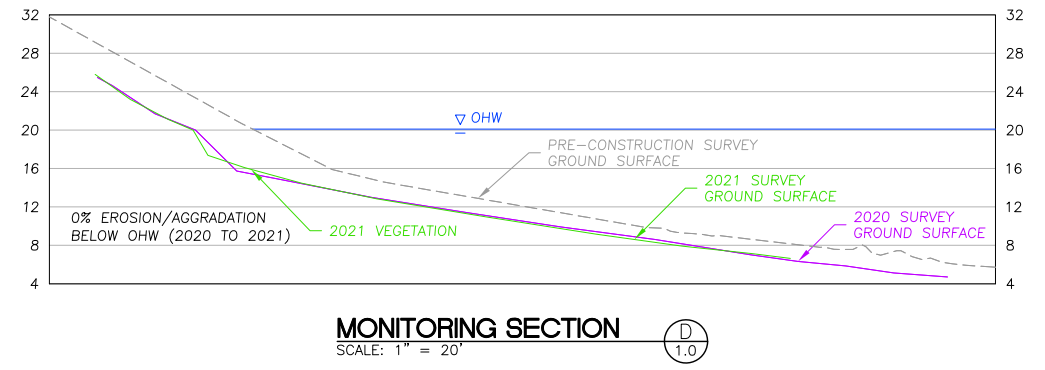 32 32
28 28
24 24
20 20
16 16
12 12
8 8
4 4
OHW
PRE-CONSTRUCTION SURVEY
GROUND SURFACE
2021 SURVEY
GROUND SURFACE
2020 SURVEY
GROUND SURFACE
0% EROSION/AGGRADATION
BELOW OHW (2020 TO 2021)
2021 VEGETATION
MONITORING SECTION D
SCALE: 1" = 20' 1.0